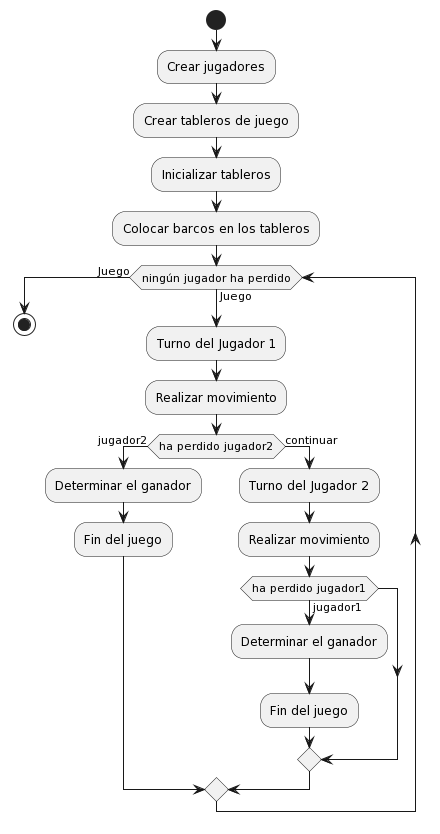 Crear jugadores
Crear tableros de juego
Inicializar tableros
Colocar barcos en los tableros
Juego
ningún jugador ha perdido
Juego
Turno del Jugador 1
Realizar movimiento
jugador2
ha perdido jugador2
continuar
Determinar el ganador
Turno del Jugador 2
Fin del juego
Realizar movimiento
ha perdido jugador1
jugador1
Determinar el ganador
Fin del juego